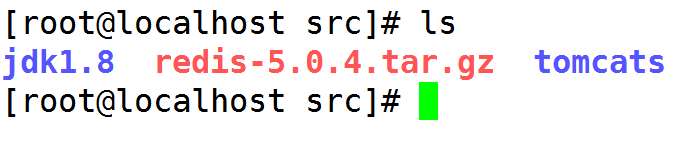 [root@localhost src]# ls
jdk1.8  redis-5.0.4.tar.gz  tomcats
[root@localhost src]#